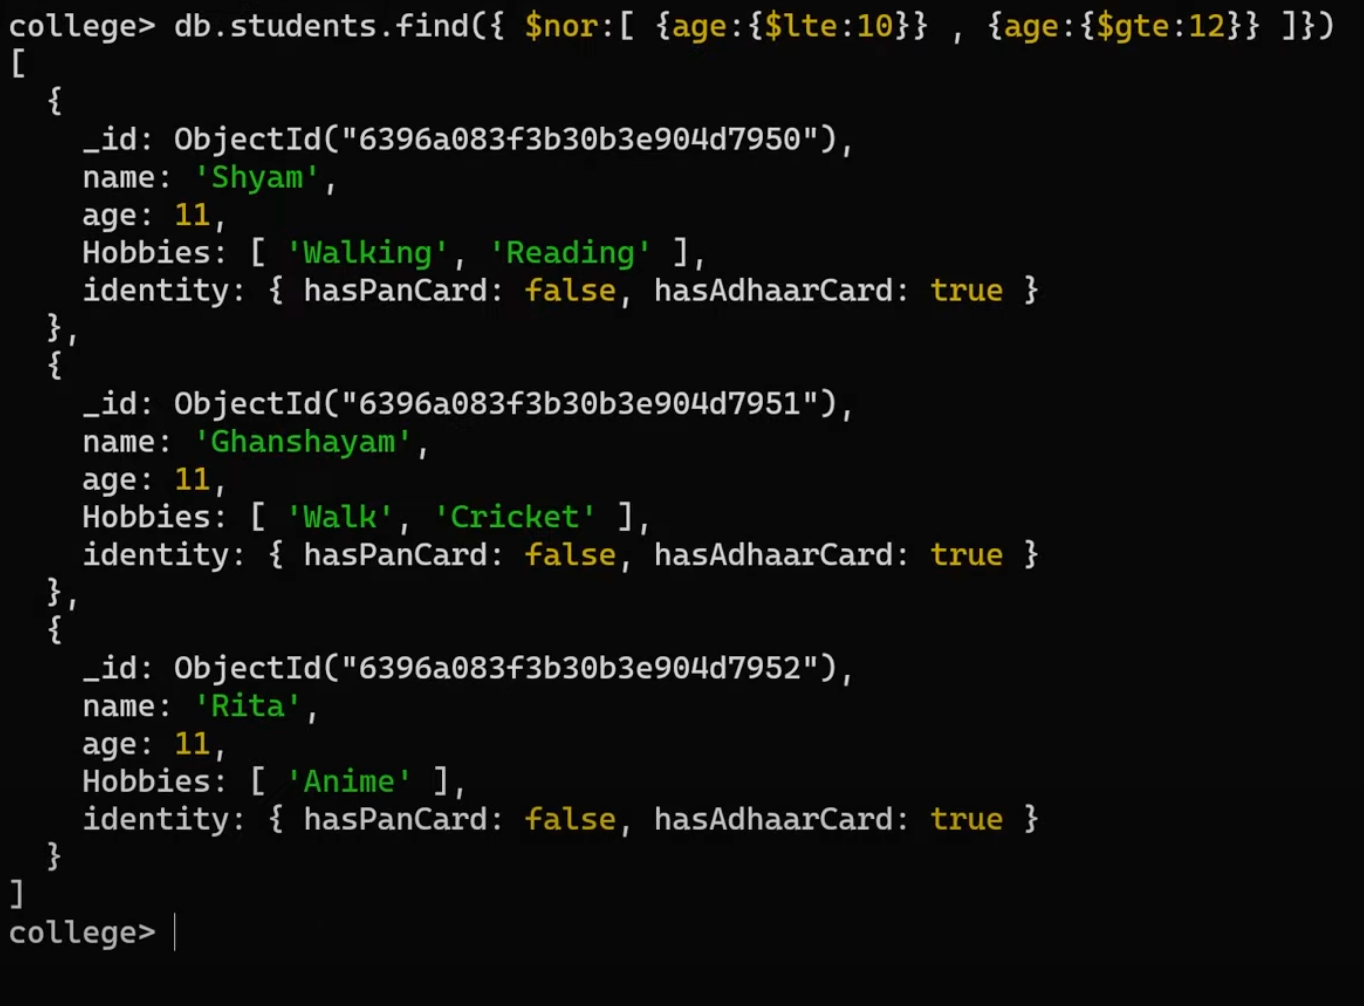 college> db.students.find({ $nor:[ {age:{$lte:10}} , {age:{$gte:12}} ]})
[
  {
    _id: ObjectId("6396a083f3b30b3e904d7950"),
    name: 'Shyam',
    age: 11,
    Hobbies: [ 'Walking', 'Reading' ],
    identity: { hasPanCard: false, hasAdhaarCard: true }
  },
  {
    _id: ObjectId("6396a083f3b30b3e904d7951"),
    name: 'Ghanshayam',
    age: 11,
    Hobbies: [ 'Walk', 'Cricket' ],
    identity: { hasPanCard: false, hasAdhaarCard: true }
  },
  {
    _id: ObjectId("6396a083f3b30b3e904d7952"),
    name: 'Rita',
    age: 11,
    Hobbies: [ 'Anime' ],
    identity: { hasPanCard: false, hasAdhaarCard: true }
  }
]
college>